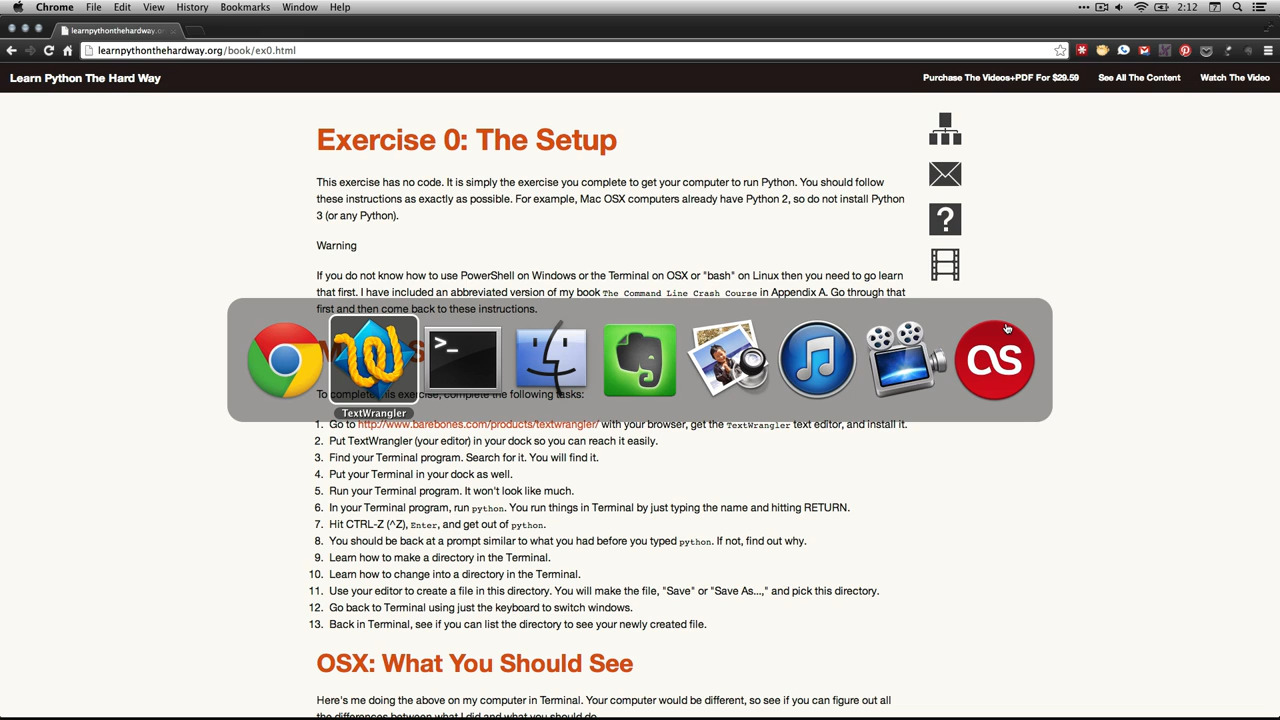 Chrome File Edit View History Bookmarks Window Help 2:12
learnpythonthehardway.org
learnpythonthehardway.org/book/ex0.html
Learn Python The Hard Way Purchase The Videos+PDF For $29.59 See All The Content Watch The Video
Exercise 0: The Setup
This exercise has no code. It is simply the exercise you complete to get your computer to run Python. You should follow
these instructions as exactly as possible. For example, Mac OSX computers already have Python 2, so do not install Python
3 (or any Python).
Warning
If you do not know how to use PowerShell on Windows or the Terminal on OSX or "bash" on Linux then you need to go learn
that first. I have included an abbreviated version of my book The Command Line Crash Course in Appendix A. Go through that
first and then come back to these instructions.
>_
TextWrangler
To complete this exercise, complete the following tasks:
1. Go to http://www.barebones.com/products/textwrangler/ with your browser, get the TextWrangler text editor, and install it.
2. Put TextWrangler (your editor) in your dock so you can reach it easily.
3. Find your Terminal program. Search for it. You will find it.
4. Put your Terminal in your dock as well.
5. Run your Terminal program. It won't look like much.
6. In your Terminal program, run python. You run things in Terminal by just typing the name and hitting RETURN.
7. Hit CTRL-Z (^Z), Enter, and get out of python.
8. You should be back at a prompt similar to what you had before you typed python. If not, find out why.
9. Learn how to make a directory in the Terminal.
10. Learn how to change into a directory in the Terminal.
11. Use your editor to create a file in this directory. You will make the file, "Save" or "Save As...," and pick this directory.
12. Go back to Terminal using just the keyboard to switch windows.
13. Back in Terminal, see if you can list the directory to see your newly created file.
OSX: What You Should See
Here's me doing the above on my computer in Terminal. Your computer would be different, so see if you can figure out all
the differences between what I did and what you should do.